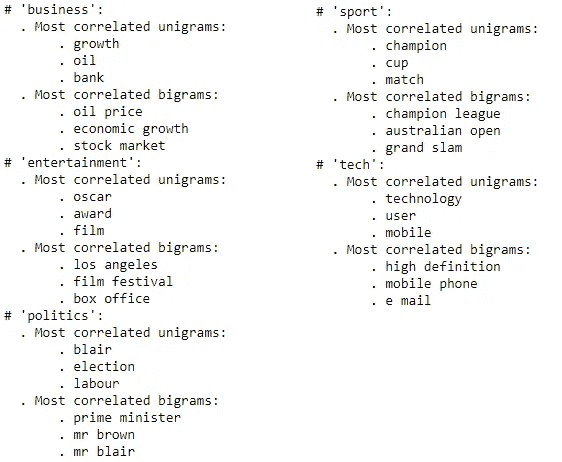 # 'business':
. Most correlated unigrams:
. growth
. oil
. bank
. Most correlated bigrams:
. oil price
. economic growth
. stock market
# 'entertainment':
. Most correlated unigrams:
. oscar
. award
. film
. Most correlated bigrams:
. los angeles
. film festival
. box office
# 'politics':
. Most correlated unigrams:
. blair
. election
. labour
. Most correlated bigrams:
. prime minister
. mr brown
. mr blair
# 'sport':
. Most correlated unigrams:
. champion
. cup
. match
. Most correlated bigrams:
. champion league
. australian open
. grand slam
# 'tech':
. Most correlated unigrams:
. technology
. user
. mobile
. Most correlated bigrams:
. high definition
. mobile phone
. e mail